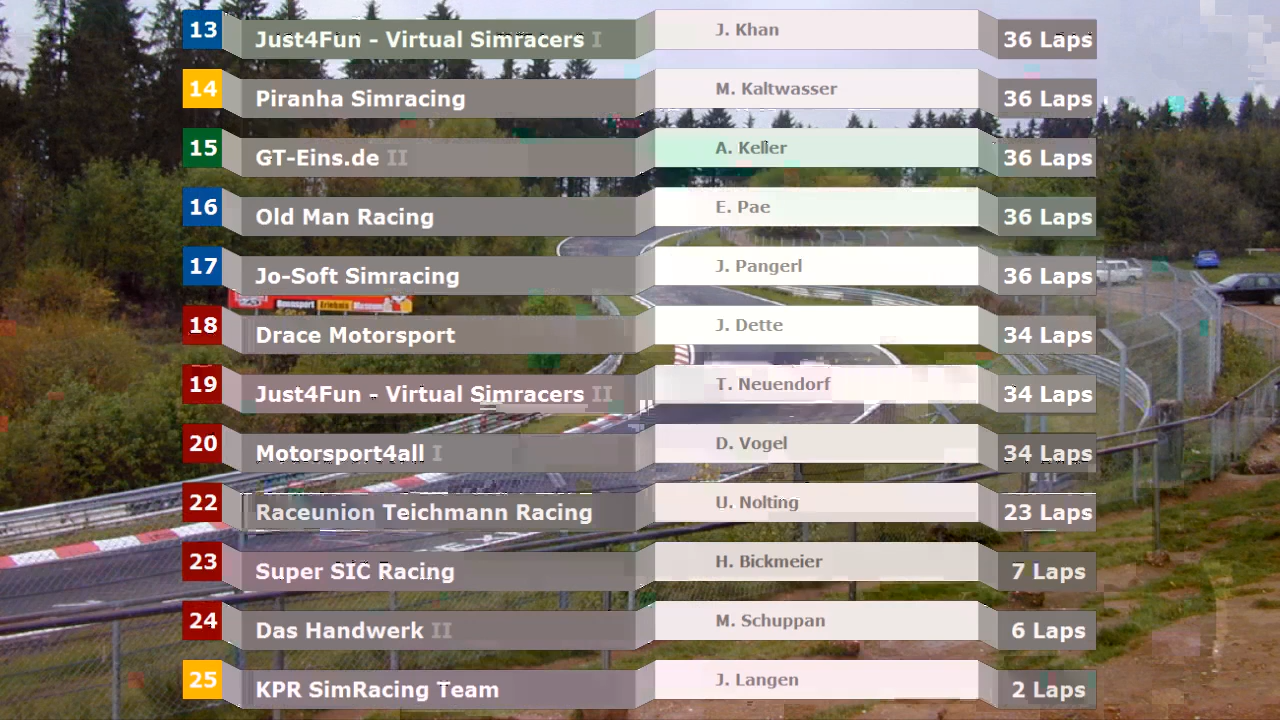 13 Just4Fun - Virtual Simracers I J. Khan 36 Laps
14 Piranha Simracing M. Kaltwasser 36 Laps
15 GT-Eins.de II A. Keller 36 Laps
16 Old Man Racing E. Pae 36 Laps
17 Jo-Soft Simracing J. Pangerl 36 Laps
18 Drace Motorsport J. Dette 34 Laps
19 Just4Fun - Virtual Simracers II T. Neuendorf 34 Laps
20 Motorsport4all I D. Vogel 34 Laps
22 Raceunion Teichmann Racing U. Nolting 23 Laps
23 Super SIC Racing H. Bickmeier 7 Laps
24 Das Handwerk II M. Schuppan 6 Laps
25 KPR SimRacing Team J. Langen 2 Laps